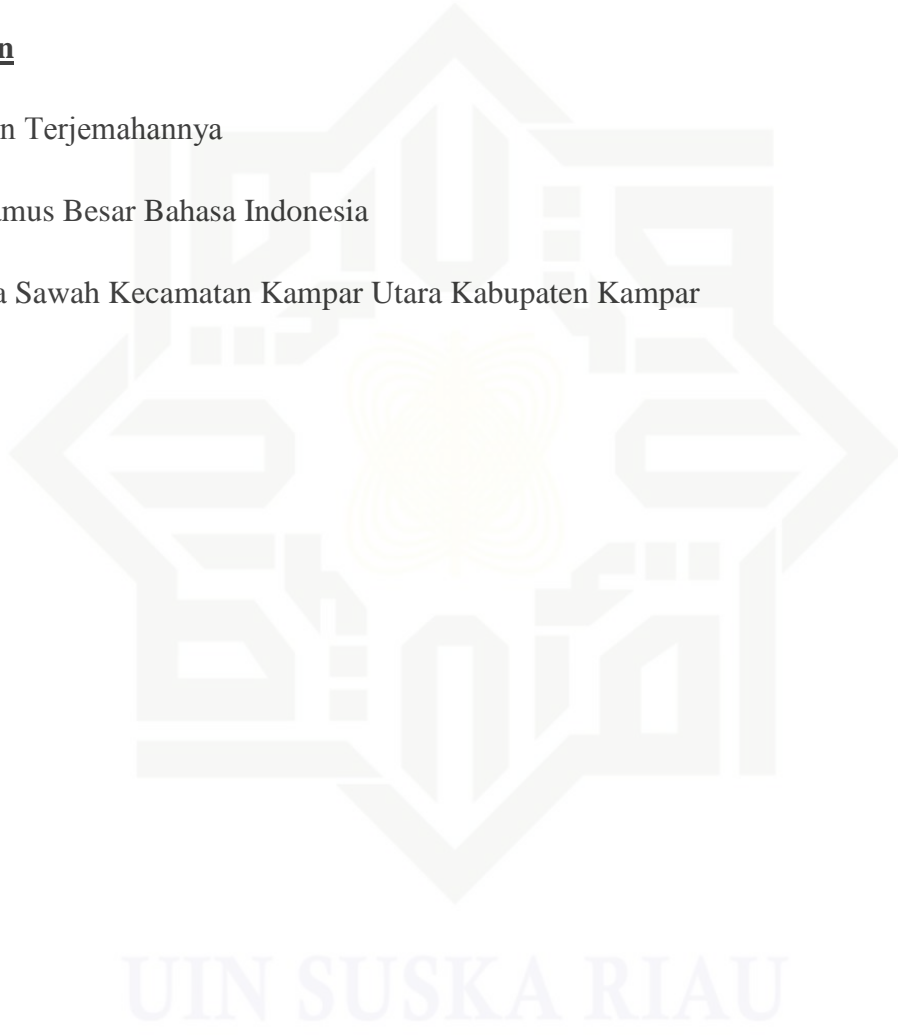 n
n Terjemahannya
amus Besar Bahasa Indonesia
a Sawah Kecamatan Kampar Utara Kabupaten Kampar
UIN SUSKA RIAU